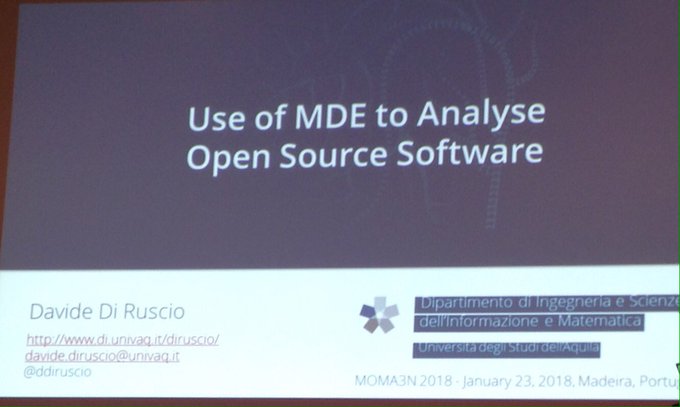 Use of MDE to Analyse
Open Source Software
Davide Di Ruscio
http://www.di.univaq.it/diruscio/
davide.diruscio@univaq.it
@ddiruscio
Dipartimento di Ingegneria e Scienze
dell'Informazione e Matematica
Università degli Studi dell'Aquila
MOMA3N 2018 - January 23, 2018, Madeira, Portu